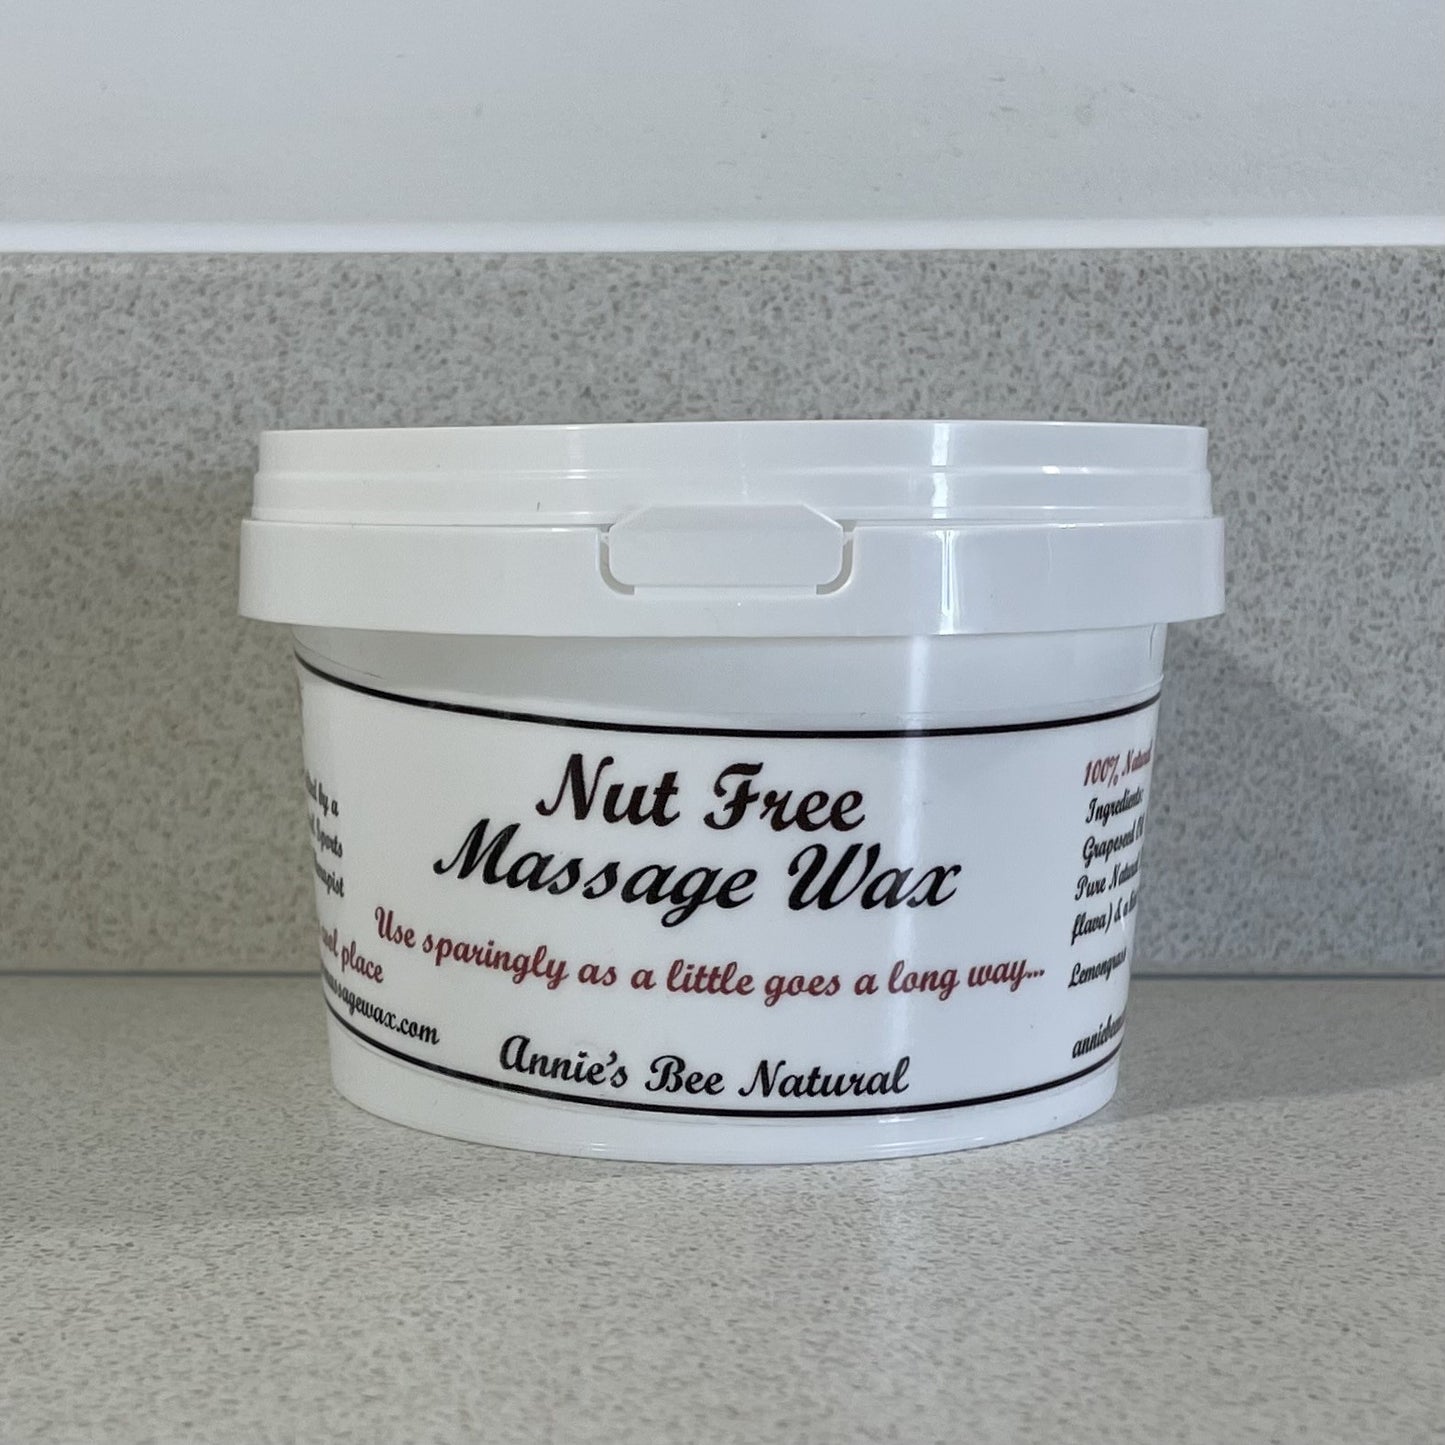 by a
Sports
place
massagewax.com
Nut Free
Massage Wax
Use sparingly as a little goes a long way...
Annie's Bee Natural
100% Natural
Ingredients:
Grapeseed Oil
Pure Natural
flava) & a
Lemongrass